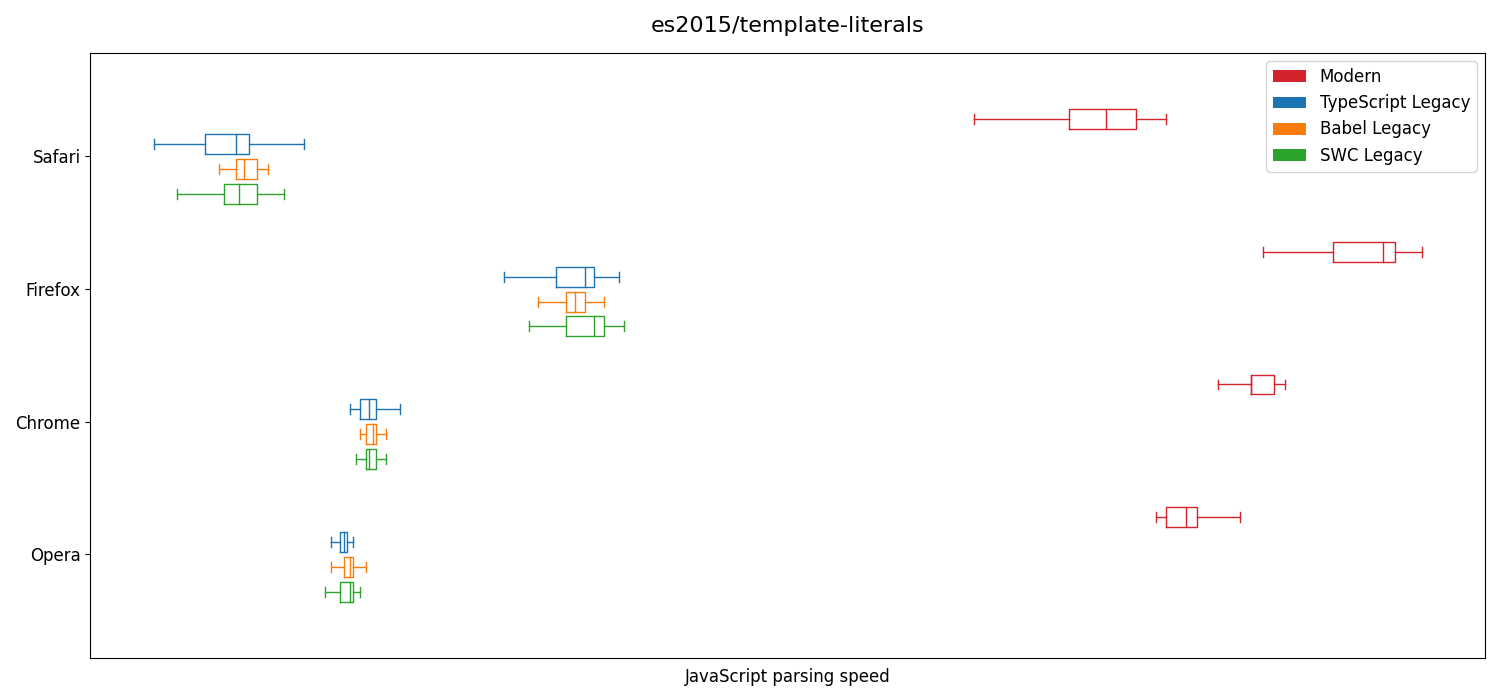 es2015/template-literals
Modern
TypeScript Legacy
Babel Legacy
SWC Legacy
Safari
Firefox
Chrome
Opera
JavaScript parsing speed